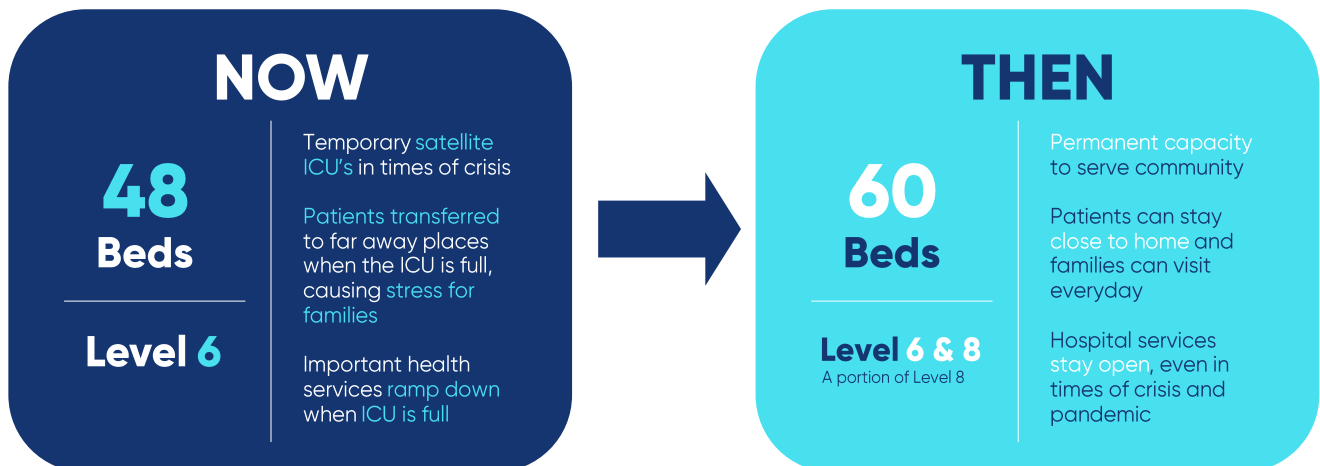 NOW
48
Beds
Level 6
Temporary satellite
ICU's in times of crisis
Patients transferred
to far away places
when the ICU is full,
causing stress for
families
Important health
services ramp down
when ICU is full
THEN
60
Beds
Level 6 & 8
A portion of Level 8
Permanent capacity
to serve community
Patients can stay
close to home and
families can visit
everyday
Hospital services
stay open, even in
times of crisis and
pandemic